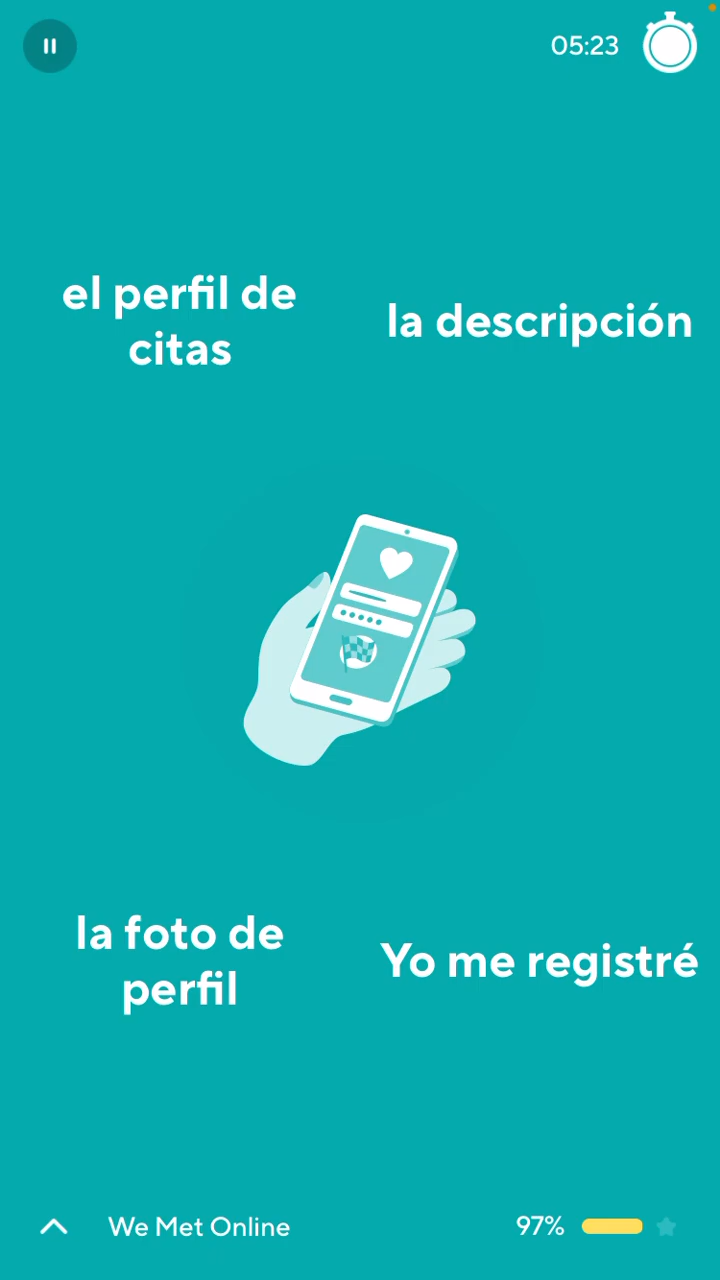 05:23
el perfil de
citas
la descripción
la foto de
perfil
Yo me registré
We Met Online
97%